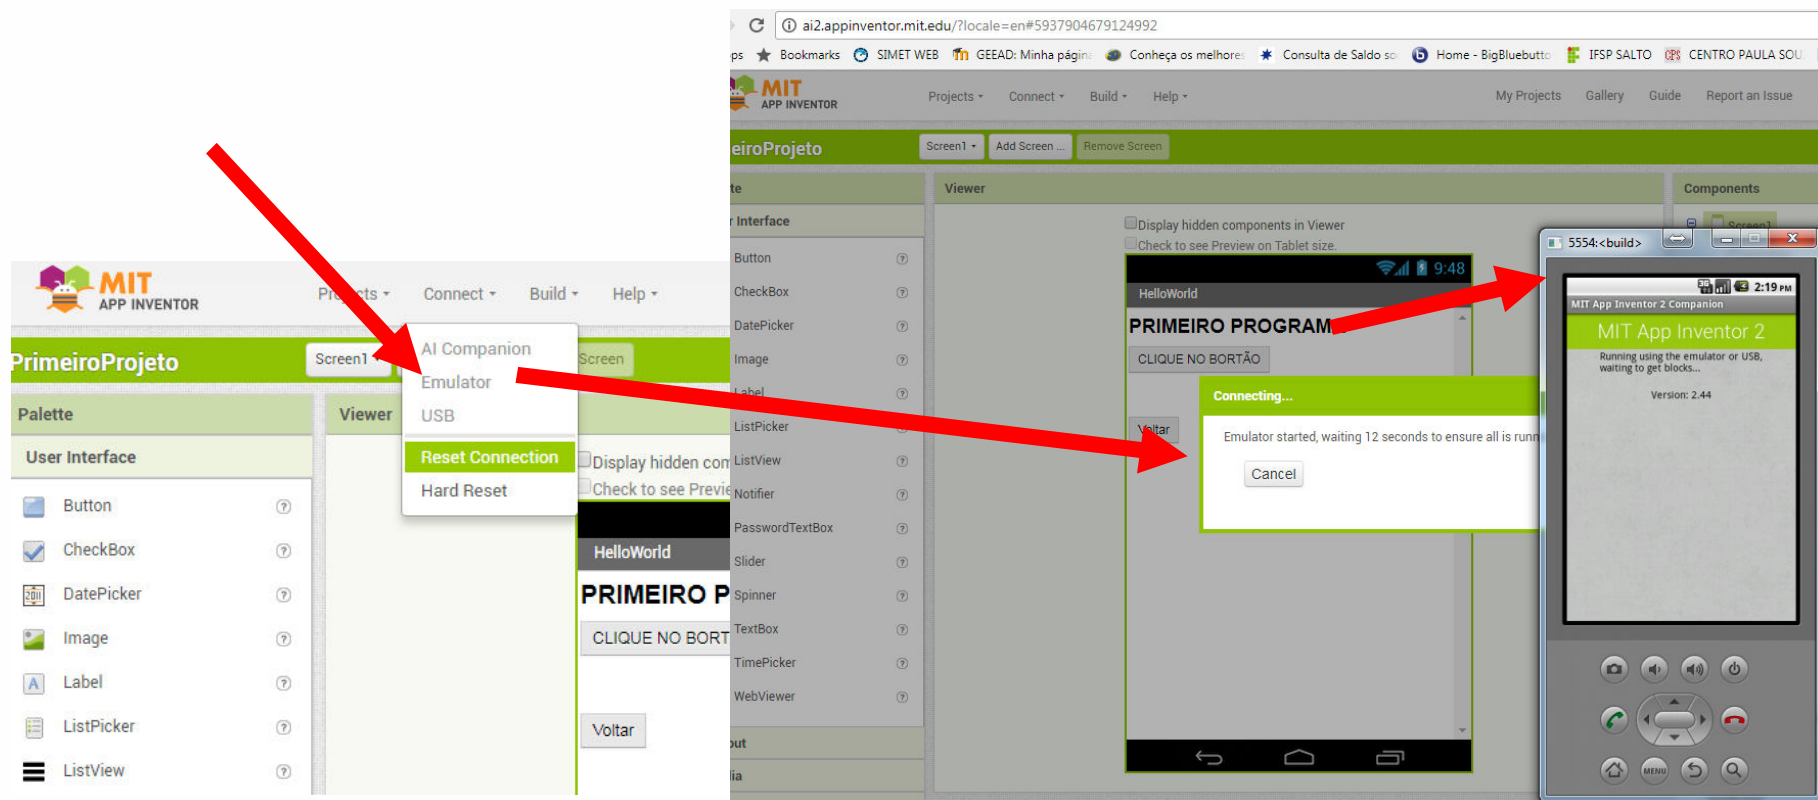 MIT
APP INVENTOR
Projects
Connect
Build
Help
AI Companion
Emulator
USB
Reset Connection
Hard Reset
PrimeiroProjeto
Screen1
Screen
Palette
Viewer
User Interface
Display hidden com
Check to see Previe
Button
CheckBox
DatePicker
Image
Label
ListPicker
ListView
HelloWorld
PRIMEIRO P
CLIQUE NO BORT
Voltar
ai2.appinventor.mit.edu/?locale=en#5937904679124992
ps
Bookmarks
SIMET WEB
GEEAD: Minha página
Conheça os melhores
Consulta de Saldo so
Home - BigBluebutto
IFSP SALTO
CENTRO PAULA SOU
MIT
APP INVENTOR
Projects
Connect
Build
Help
My Projects
Gallery
Guide
Report an Issue
eiroProjeto
Screen1
Add Screen ...
Remove Screen
te
Viewer
Components
r Interface
Display hidden components in Viewer
Check to see Preview on Tablet size.
Screen1
Button
CheckBox
DatePicker
Image
Label
ListPicker
ListView
Notifier
PasswordTextBox
Slider
Spinner
TextBox
TimePicker
WebViewer
out
dia
9:48
HelloWorld
PRIMEIRO PROGRAMA
CLIQUE NO BORTÃO
Voltar
Connecting...
Emulator started, waiting 12 seconds to ensure all is runn
Cancel
5554:<build>
3G
2:19 PM
MIT App Inventor 2 Companion
MIT App Inventor 2
Running using the emulator or USB,
waiting to get blocks...
Version: 2.44
MENU